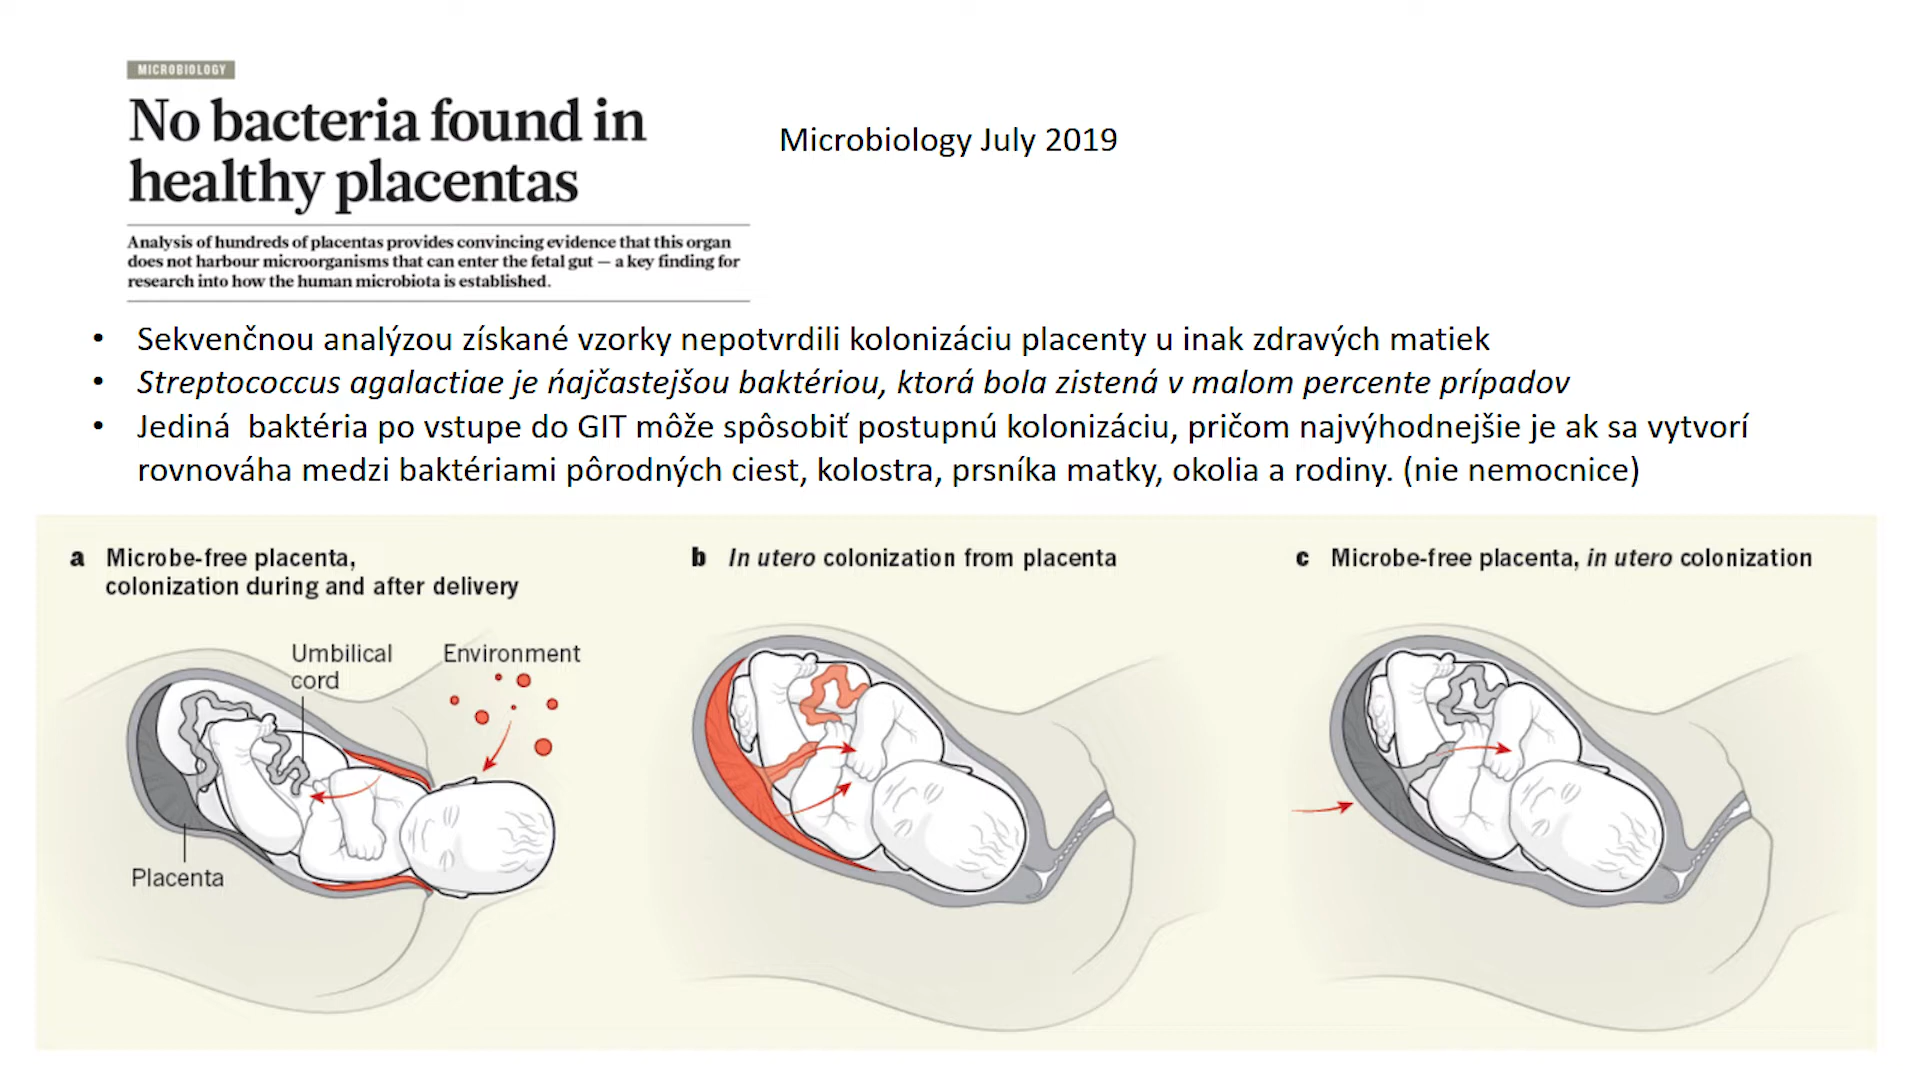 MICROBIOLOGY
No bacteria found in
healthy placentas
Microbiology July 2019
Analysis of hundreds of placentas provides convincing evidence that this organ
does not harbour microorganisms that can enter the fetal gut — a key finding for
research into how the human microbiota is established.
• Sekvenčnou analýzou získané vzorky nepotvrdili kolonizáciu placenty u inak zdravých matiek
• Streptococcus agalactiae je ńajčastejšou baktériou, ktorá bola zistená v malom percente prípadov
• Jediná baktéria po vstupe do GIT môže spôsobiť postupnú kolonizáciu, pričom najvýhodnejšie je ak sa vytvorí
rovnováha medzi baktériami pôrodných ciest, kolostra, prsníka matky, okolia a rodiny. (nie nemocnice)
a Microbe-free placenta,
colonization during and after delivery
Umbilical
cord
Environment
Placenta
b In utero colonization from placenta
c Microbe-free placenta, in utero colonization